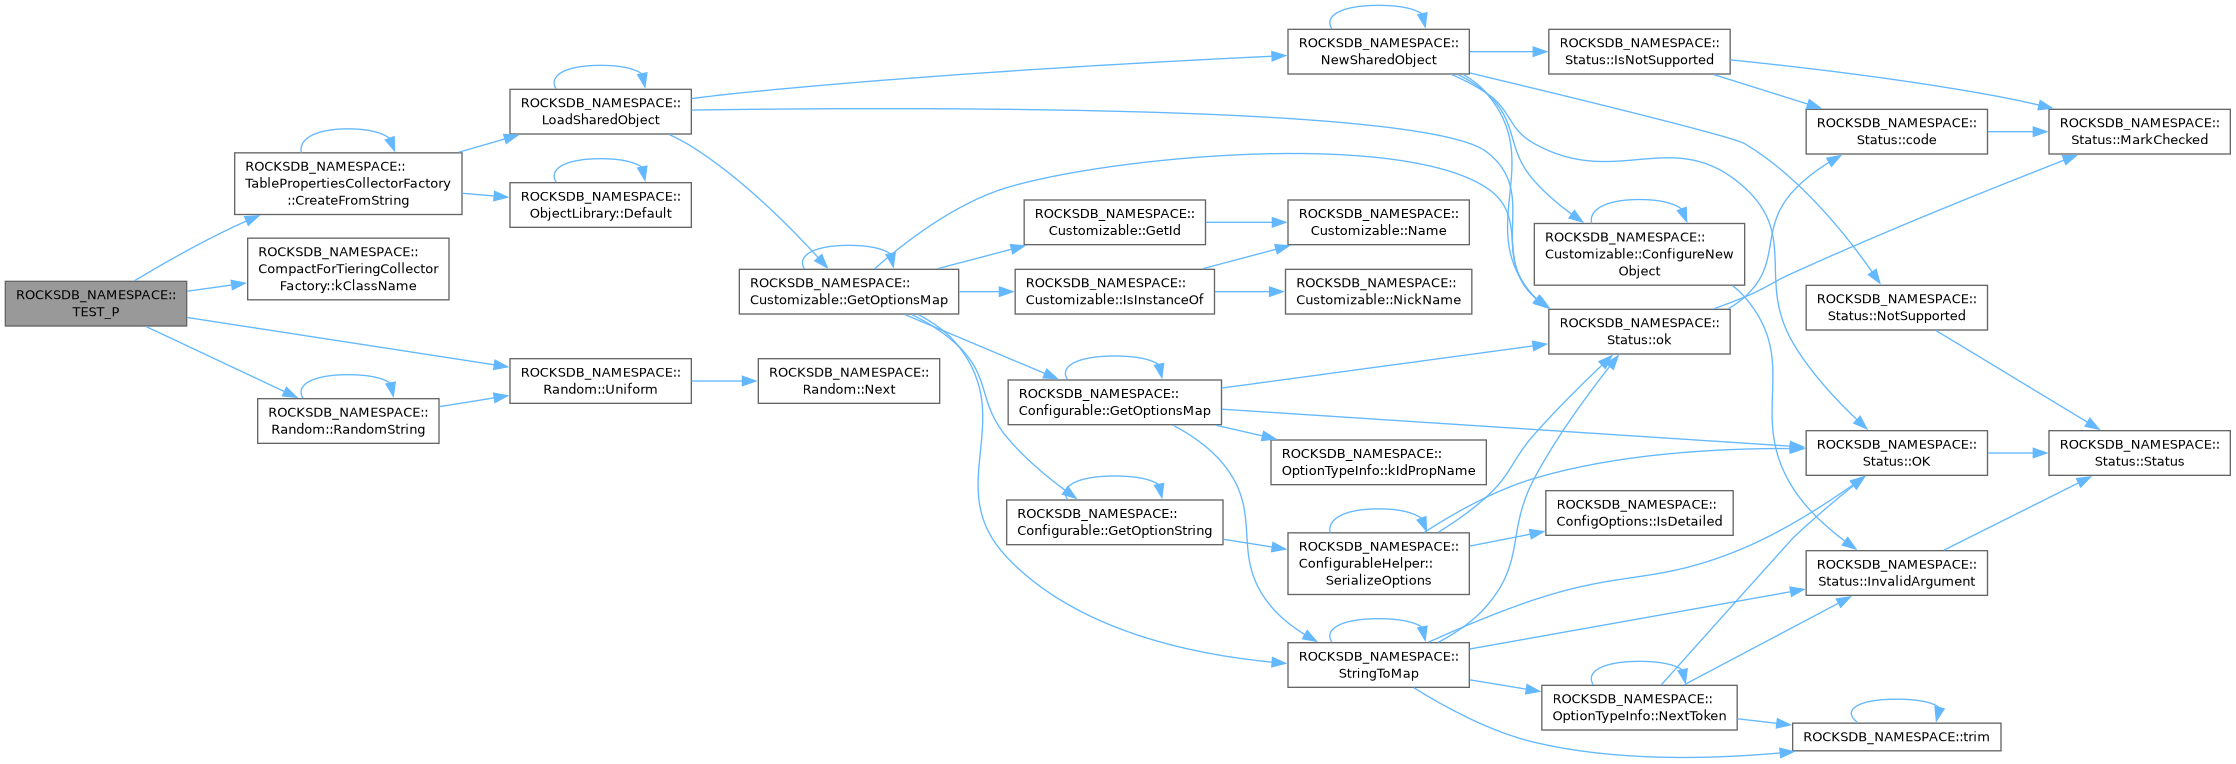 ROCKSDB_NAMESPACE::
TEST_P
ROCKSDB_NAMESPACE::
TablePropertiesCollectorFactory
::CreateFromString
ROCKSDB_NAMESPACE::
CompactForTieringCollector
Factory::kClassName
ROCKSDB_NAMESPACE::
Random::RandomString
ROCKSDB_NAMESPACE::
LoadSharedObject
ROCKSDB_NAMESPACE::
ObjectLibrary::Default
ROCKSDB_NAMESPACE::
Random::Uniform
ROCKSDB_NAMESPACE::
Customizable::GetOptionsMap
ROCKSDB_NAMESPACE::
Random::Next
ROCKSDB_NAMESPACE::
Customizable::GetId
ROCKSDB_NAMESPACE::
Customizable::IsInstanceOf
ROCKSDB_NAMESPACE::
Configurable::GetOptionsMap
ROCKSDB_NAMESPACE::
Configurable::GetOptionString
ROCKSDB_NAMESPACE::
NewSharedObject
ROCKSDB_NAMESPACE::
Customizable::Name
ROCKSDB_NAMESPACE::
Customizable::NickName
ROCKSDB_NAMESPACE::
OptionTypeInfo::kIdPropName
ROCKSDB_NAMESPACE::
ConfigurableHelper::
SerializeOptions
ROCKSDB_NAMESPACE::
StringToMap
ROCKSDB_NAMESPACE::
Status::IsNotSupported
ROCKSDB_NAMESPACE::
Customizable::ConfigureNew
Object
ROCKSDB_NAMESPACE::
Status::ok
ROCKSDB_NAMESPACE::
ConfigOptions::IsDetailed
ROCKSDB_NAMESPACE::
OptionTypeInfo::NextToken
ROCKSDB_NAMESPACE::
Status::code
ROCKSDB_NAMESPACE::
Status::NotSupported
ROCKSDB_NAMESPACE::
Status::OK
ROCKSDB_NAMESPACE::
Status::InvalidArgument
ROCKSDB_NAMESPACE::trim
ROCKSDB_NAMESPACE::
Status::MarkChecked
ROCKSDB_NAMESPACE::
Status::Status